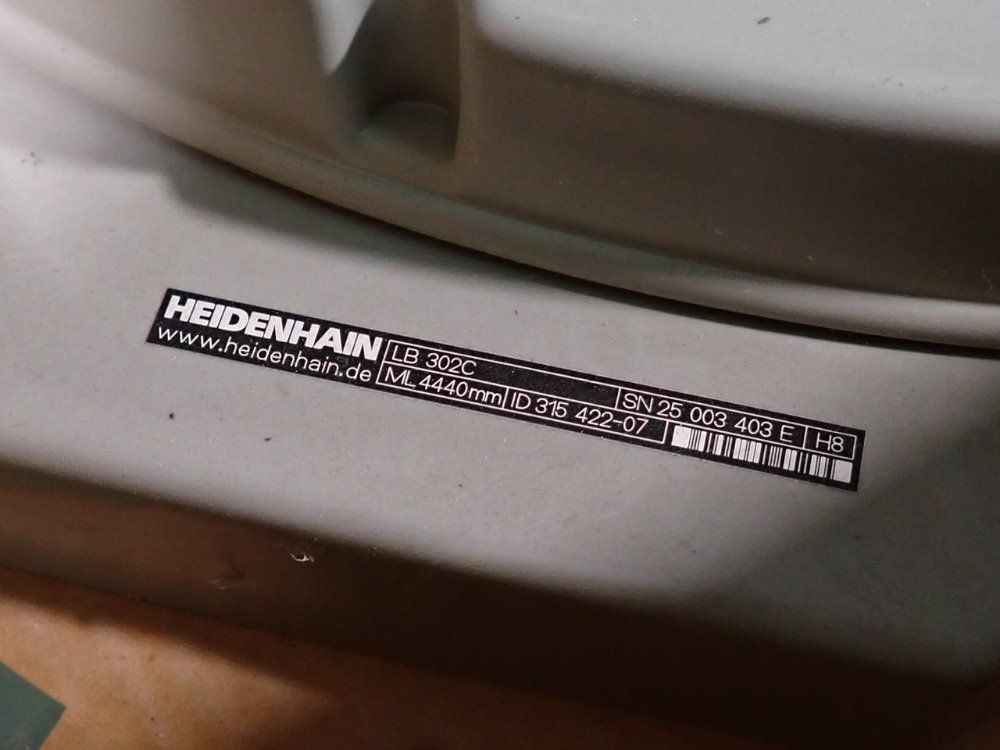 HEIDENHAIN
www.heidenhain.de
LB 302C
SN 25 003 403 E H8
ML 4440mm ID 315 422-07